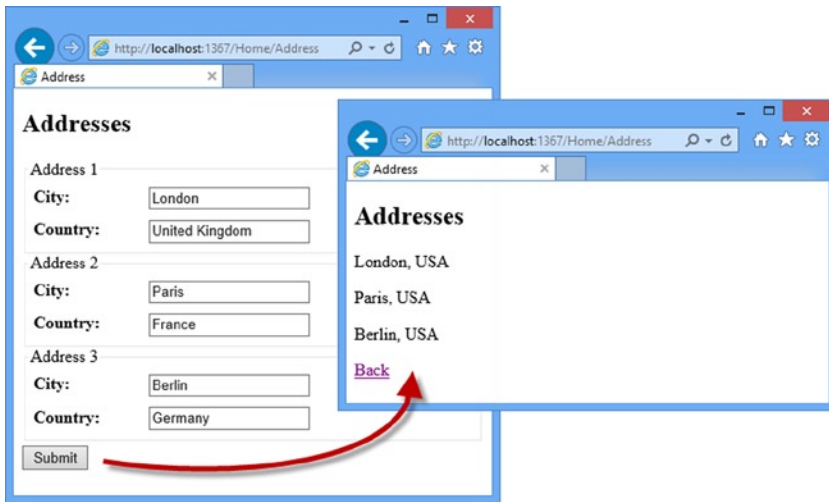 http://localhost:1367/Home/Address
Address
Addresses
Address 1
City: London
Country: United Kingdom
Address 2
City: Paris
Country: France
Address 3
City: Berlin
Country: Germany
Submit
http://localhost:1367/Home/Address
Address
Addresses
London, USA
Paris, USA
Berlin, USA
Back